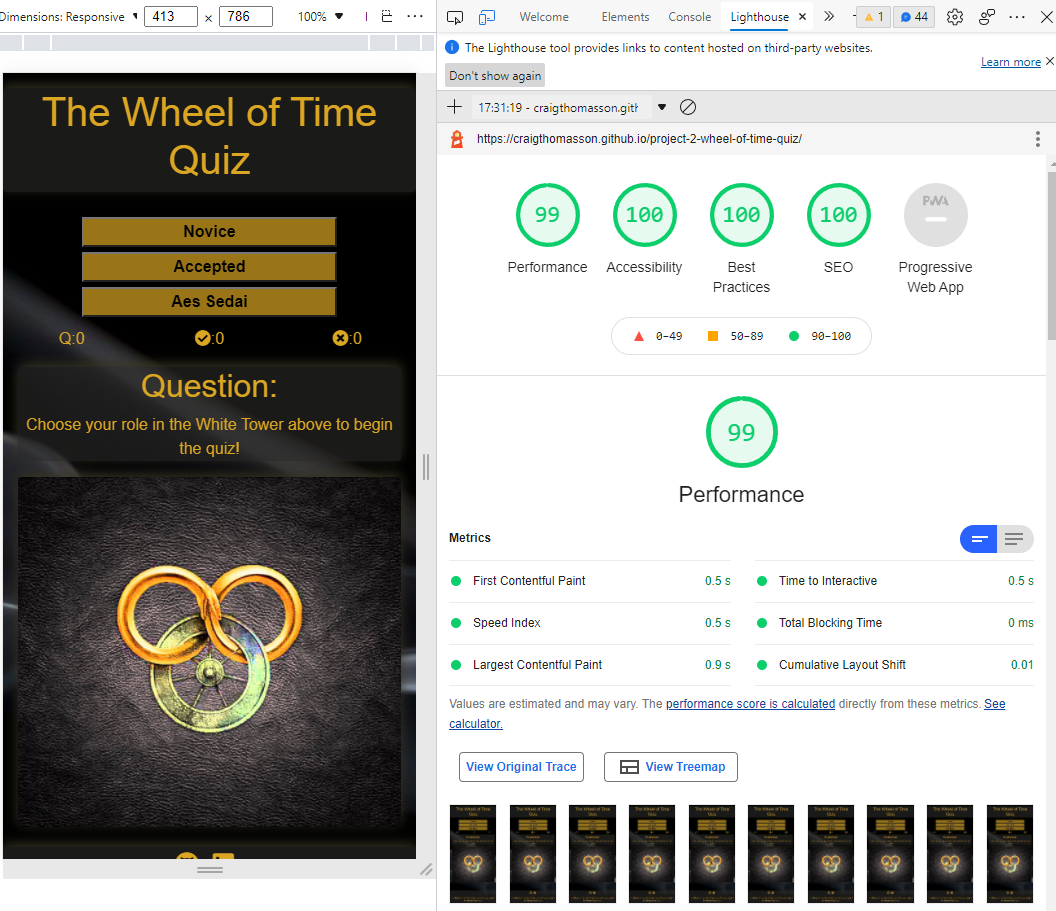 Dimensions: Responsive
413
×
786
100%
Welcome
Elements
Console
Lighthouse
1
44
The Lighthouse tool provides links to content hosted on third-party websites.
Learn more
Don't show again
17:31:19 - craigthomasson.gith
https://craigthomasson.github.io/project-2-wheel-of-time-quiz/
The Wheel of Time
Quiz
Novice
Accepted
Aes Sedai
Q:0
:0
:0
Question:
Choose your role in the White Tower above to begin
the quiz!
99
100
100
100
PWA
Performance
Accessibility
Best
Practices
SEO
Progressive
Web App
0–49
50–89
90–100
99
Performance
Metrics
First Contentful Paint
0.5 s
Time to Interactive
0.5 s
Speed Index
0.5 s
Total Blocking Time
0 ms
Largest Contentful Paint
0.9 s
Cumulative Layout Shift
0.01
Values are estimated and may vary. The performance score is calculated directly from these metrics. See
calculator.
View Original Trace
View Treemap